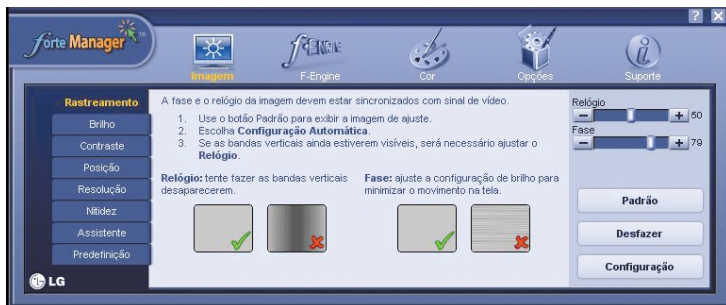 ? X
forte Manager™
F-ENGINE
Imagem
F-Engine
Cor
Opções
Suporte
Rastreamento
Brilho
Contraste
Posição
Resolução
Nitidez
Assistente
Predefinição
LG
A fase e o relógio da imagem devem estar sincronizados com sinal de vídeo.
1. Use o botão Padrão para exibir a imagem de ajuste.
2. Escolha Configuração Automática.
3. Se as bandas verticais ainda estiverem visíveis, será necessário ajustar o
Relógio.
Relógio: tente fazer as bandas verticais
desaparecerem.
Fase: ajuste a configuração de brilho para
minimizar o movimento na tela.
Relógio
50
Fase
79
Padrão
Desfazer
Configuração